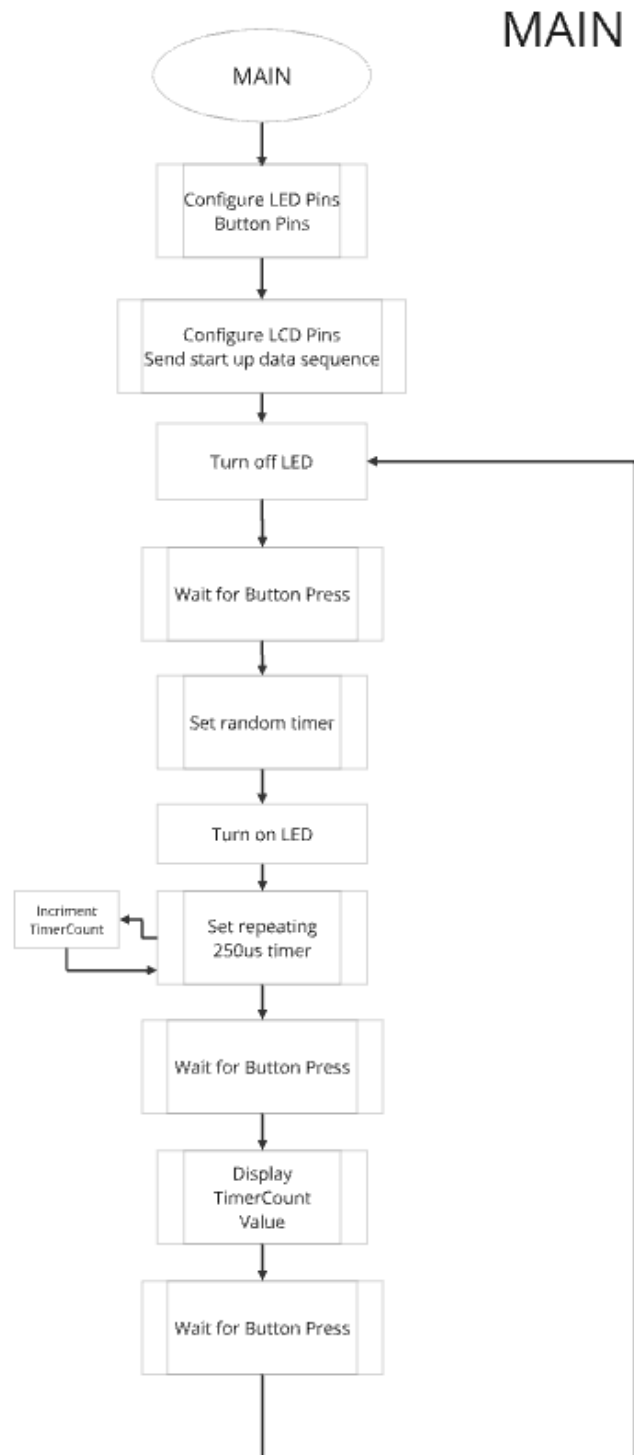 MAIN
MAIN
Configure LED Pins
Button Pins
Configure LCD Pins
Send start up data sequence
Turn off LED
Wait for Button Press
Set random timer
Turn on LED
Incriment
TimerCount
Set repeating
250us timer
Wait for Button Press
Display
TimerCount
Value
Wait for Button Press